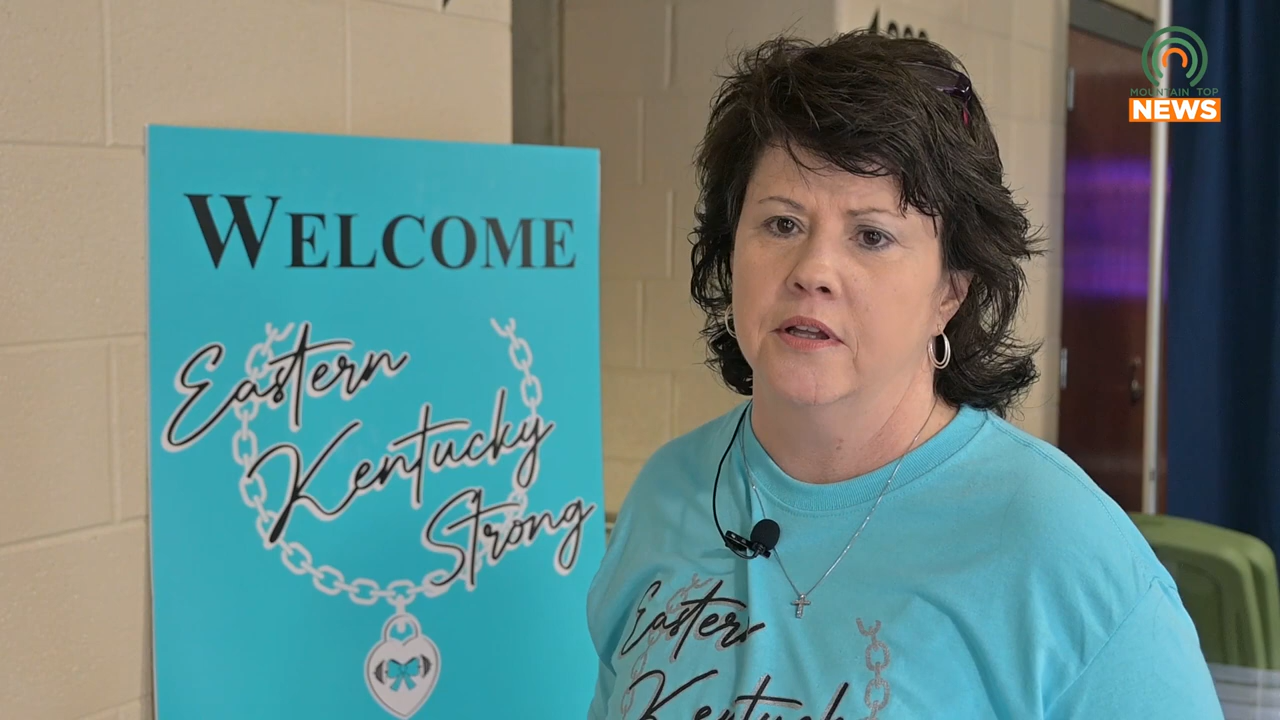 MOUNTAIN TOP
NEWS
WELCOME
Eastern
Kentucky
Strong
Eastern